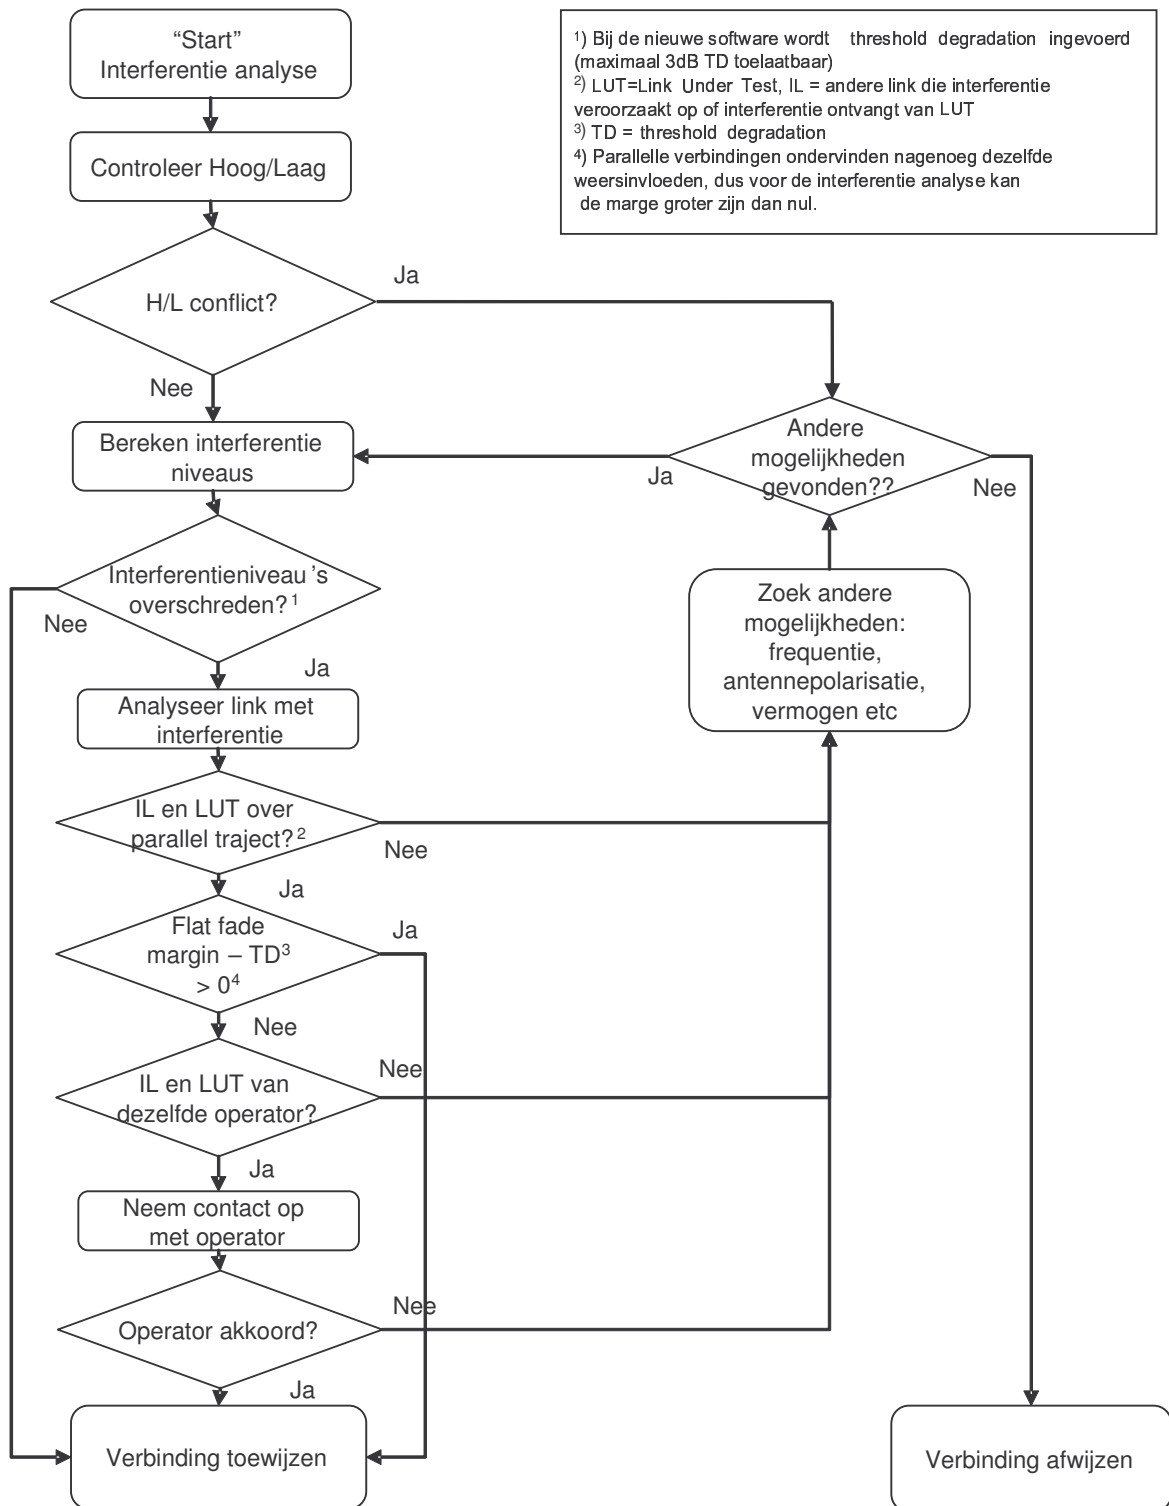 “Start”
Interferentie analyse
¹) Bij de nieuwe software wordt threshold degradation ingevoerd
(maximaal 3dB TD toelaatbaar)
²) LUT=Link Under Test, IL = andere link die interferentie
veroorzaakt op of interferentie ontvangt van LUT
³) TD = threshold degradation
⁴) Parallelle verbindingen ondervinden nagenoeg dezelfde
weersinvloeden, dus voor de interferentie analyse kan
de marge groter zijn dan nul.
Controleer Hoog/Laag
H/L conflict?
Ja
Nee
Bereken interferentie
niveaus
Andere
mogelijkheden
gevonden??
Ja
Nee
Interferentieniveau's
overschreden?¹
Nee
Ja
Zoek andere
mogelijkheden:
frequentie,
antennepolarisatie,
vermogen etc
Analyseer link met
interferentie
IL en LUT over
parallel traject?²
Nee
Ja
Flat fade
margin – TD³
> 0⁴
Ja
Nee
IL en LUT van
dezelfde operator?
Nee
Ja
Neem contact op
met operator
Operator akkoord?
Nee
Ja
Verbinding toewijzen
Verbinding afwijzen